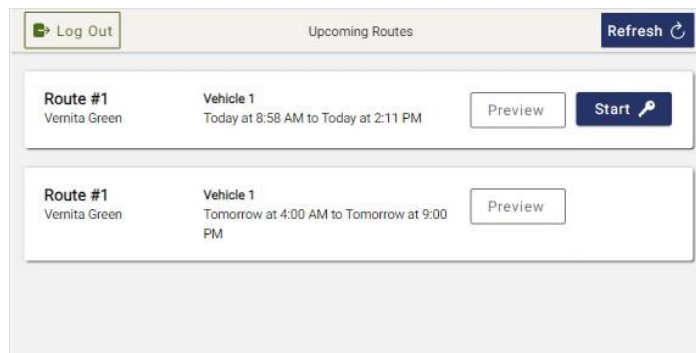 Log Out
Upcoming Routes
Refresh
Route #1
Vernita Green
Vehicle 1
Today at 8:58 AM to Today at 2:11 PM
Preview
Start
Route #1
Vernita Green
Vehicle 1
Tomorrow at 4:00 AM to Tomorrow at 9:00
PM
Preview